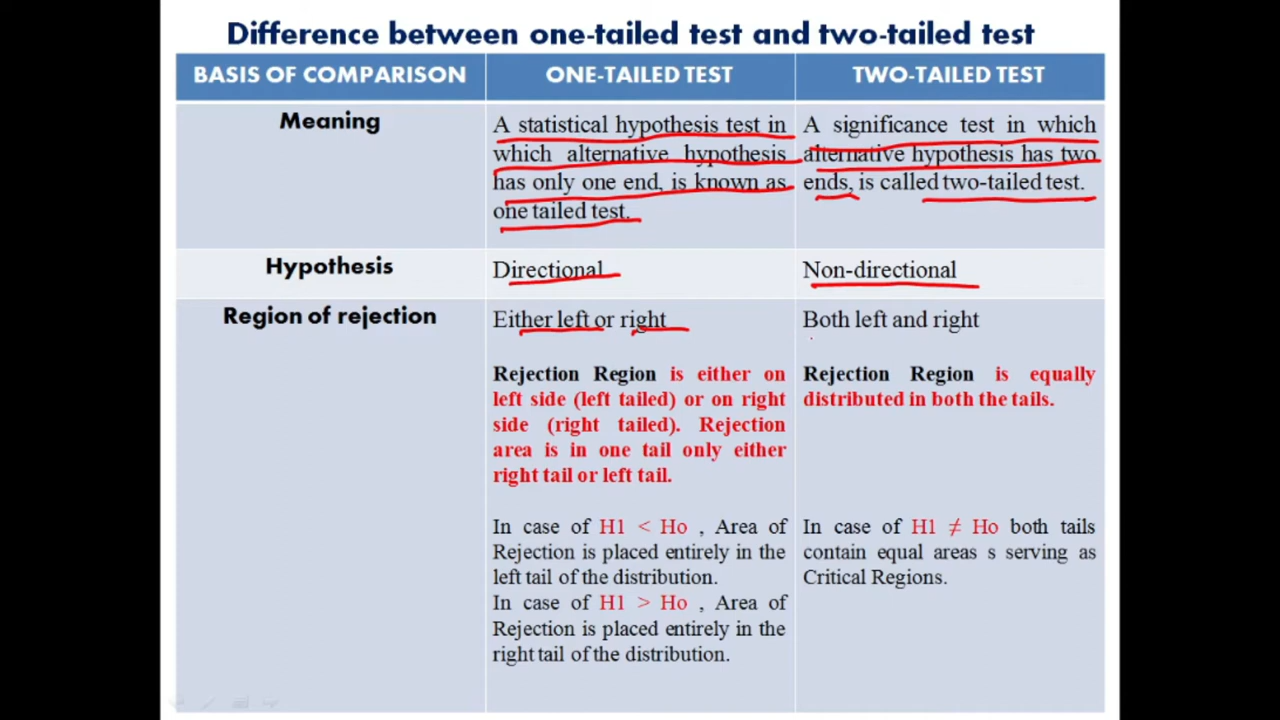 Difference between one-tailed test and two-tailed test
BASIS OF COMPARISON
ONE-TAILED TEST
TWO-TAILED TEST
Meaning
A statistical hypothesis test in
which alternative hypothesis
has only one end, is known as
one tailed test.
A significance test in which
alternative hypothesis has two
ends, is called two-tailed test.
Hypothesis
Directional
Non-directional
Region of rejection
Either left or right
Rejection Region is either on
left side (left tailed) or on right
side (right tailed). Rejection
area is in one tail only either
right tail or left tail.
In case of H1 < Ho , Area of
Rejection is placed entirely in the
left tail of the distribution.
In case of H1 > Ho , Area of
Rejection is placed entirely in the
right tail of the distribution.
Both left and right
Rejection Region is equally
distributed in both the tails.
In case of H1 ≠ Ho both tails
contain equal areas s serving as
Critical Regions.